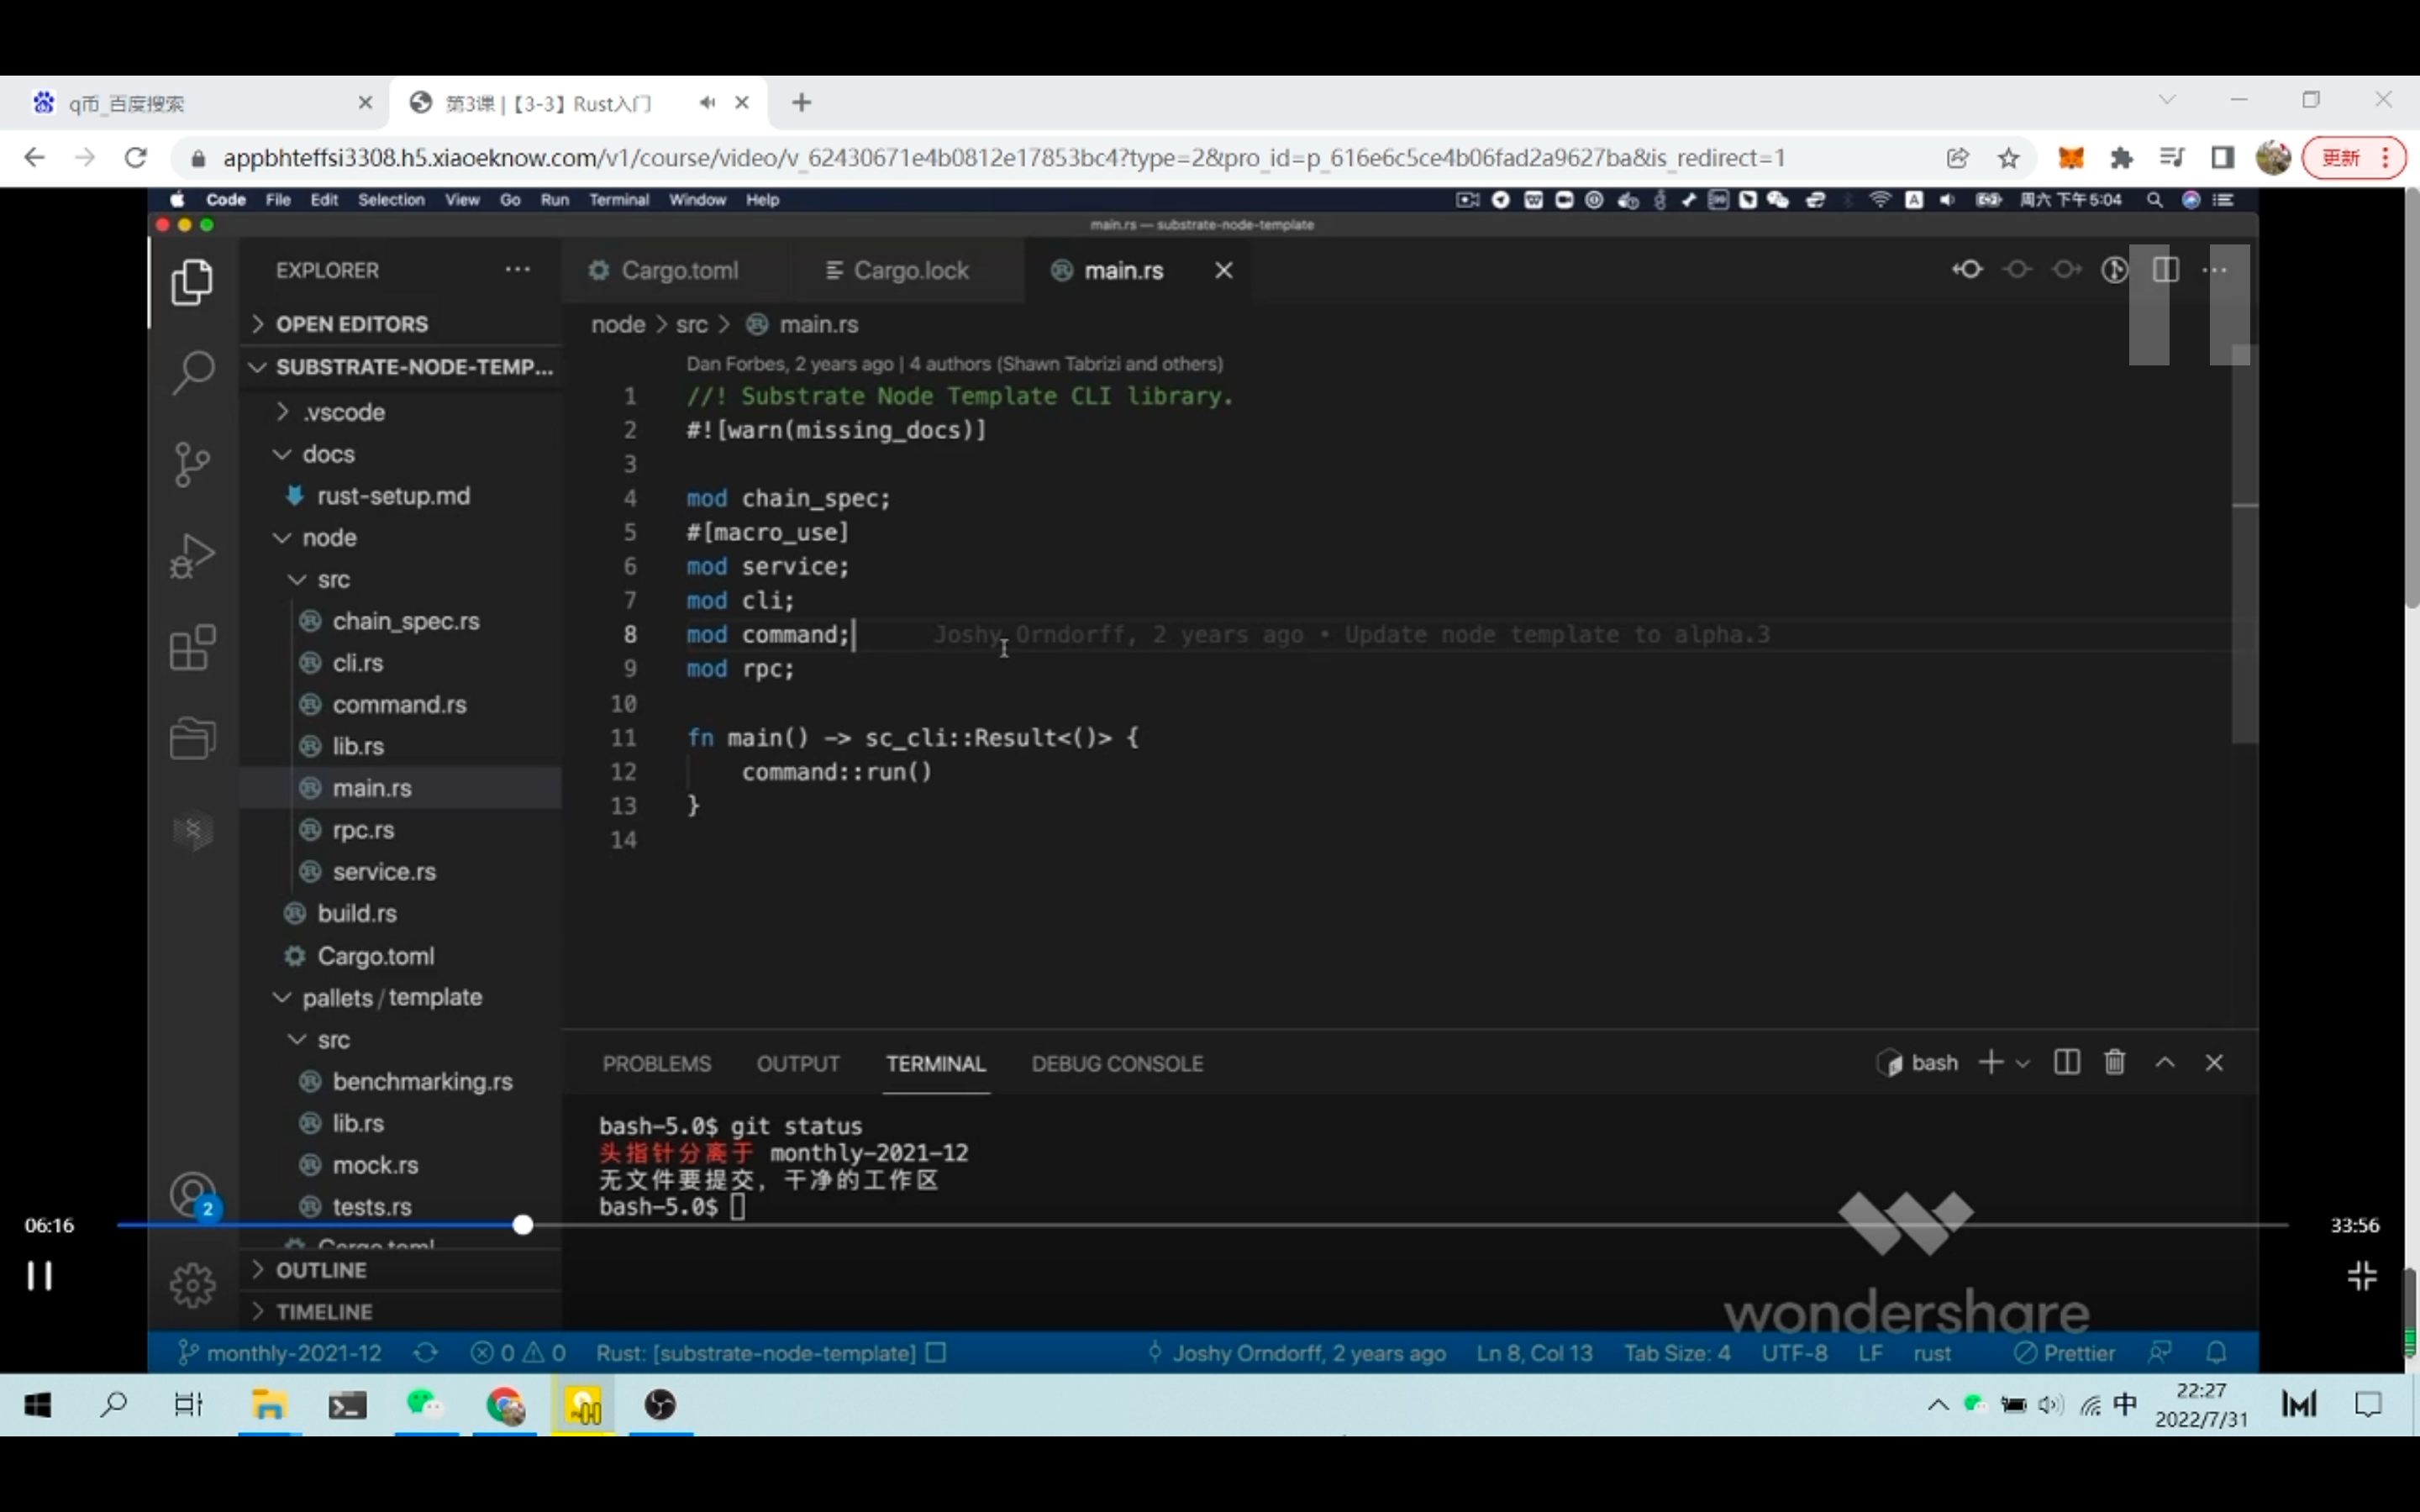 q币_百度搜索
第3课 |【3-3】Rust入门
appbhteffsi3308.h5.xiaoeknow.com/v1/course/video/v_62430671e4b0812e17853bc4?type=2&pro_id=p_616e6c5ce4b06fad2a9627ba&is_redirect=1
更新
Code File Edit Selection View Go Run Terminal Window Help
周六 下午5:04
main.rs — substrate-node-template
EXPLORER
OPEN EDITORS
SUBSTRATE-NODE-TEMP...
.vscode
docs
rust-setup.md
node
src
chain_spec.rs
cli.rs
command.rs
lib.rs
main.rs
rpc.rs
service.rs
build.rs
Cargo.toml
pallets / template
src
benchmarking.rs
lib.rs
mock.rs
tests.rs
Cargo.toml
OUTLINE
TIMELINE
Cargo.toml Cargo.lock main.rs
node > src > main.rs
Dan Forbes, 2 years ago | 4 authors (Shawn Tabrizi and others)
1 //! Substrate Node Template CLI library.
2 #![warn(missing_docs)]
3
4 mod chain_spec;
5 #[macro_use]
6 mod service;
7 mod cli;
8 mod command; Joshy Orndorff, 2 years ago • Update node template to alpha.3
9 mod rpc;
10
11 fn main() -> sc_cli::Result<()> {
12 command::run()
13 }
14
PROBLEMS OUTPUT TERMINAL DEBUG CONSOLE
bash
bash-5.0$ git status
头指针分离于 monthly-2021-12
无文件要提交，干净的工作区
bash-5.0$
2
06:16
33:56
wondershare
monthly-2021-12 0 0 Rust: [substrate-node-template] Joshy Orndorff, 2 years ago Ln 8, Col 13 Tab Size: 4 UTF-8 LF rust Prettier
中
22:27
2022/7/31